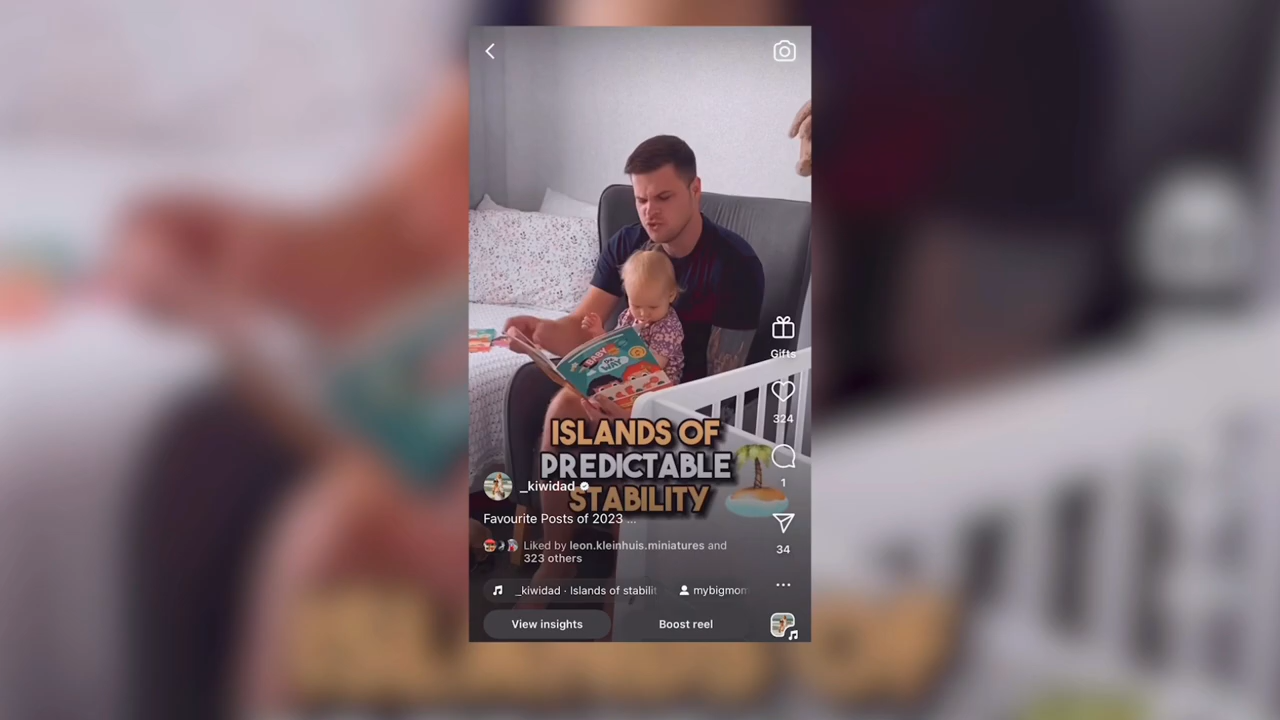 BABY
Gifts
324
ISLANDS OF
PREDICTABLE
STABILITY
1
_kiwidad
Favourite Posts of 2023 ...
Liked by leon.kleinhuis.miniatures and
323 others
34
_kiwidad · Islands of stabilit
mybigmom
View insights
Boost reel